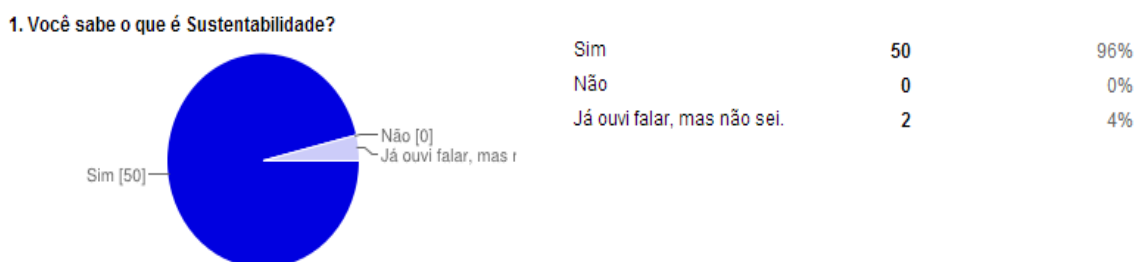 1. Você sabe o que é Sustentabilidade?
Sim [50]
Não [0]
Já ouvi falar, mas r
Sim 50 96%
Não 0 0%
Já ouvi falar, mas não sei. 2 4%